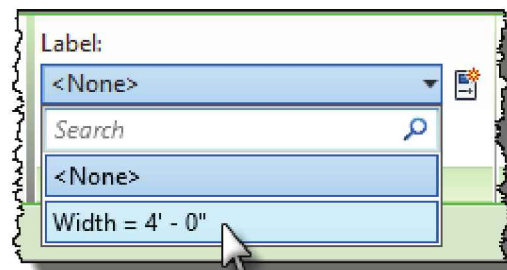 Label:
<None>
Search
<None>
Width = 4' - 0"